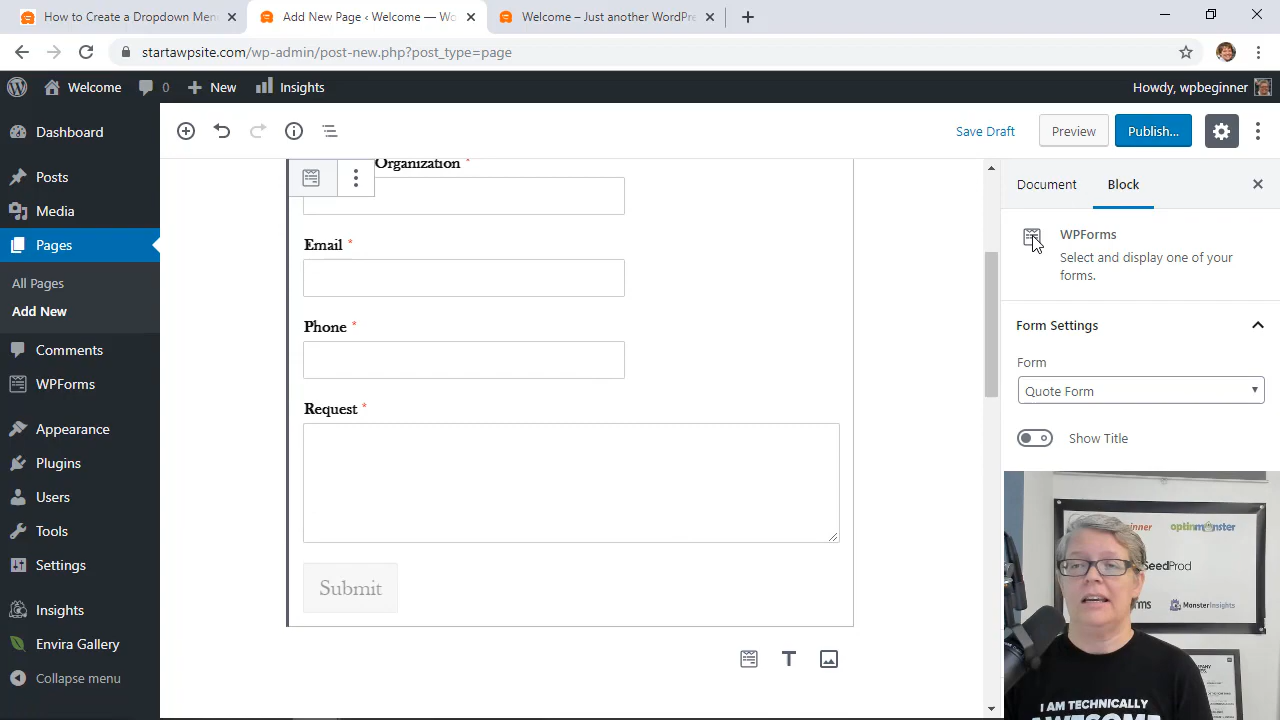 How to Create a Dropdown Men
Add New Page ‹ Welcome — Wo
Welcome – Just another WordPre
startawpsite.com/wp-admin/post-new.php?post_type=page
Welcome
0
New
Insights
Howdy, wpbeginner
Dashboard
Posts
Media
Pages
All Pages
Add New
Comments
WPForms
Appearance
Plugins
Users
Tools
Settings
Insights
Envira Gallery
Collapse menu
Save Draft
Preview
Publish...
Organization *
Email *
Phone *
Request *
Submit
Document
Block
WPForms
Select and display one of your
forms.
Form Settings
Form
Quote Form
Show Title
optinmonster
SeedProd
MonsterInsights
I AM TECHNICALLY
AWESOME